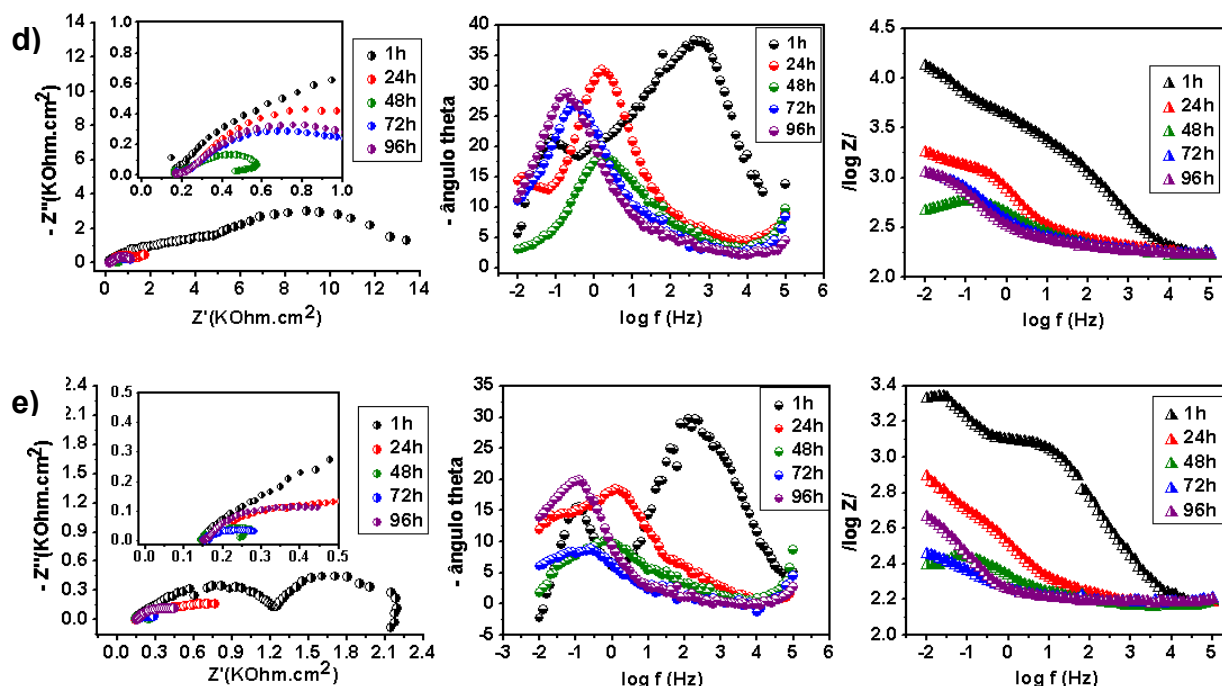 d)
- Z''(KOhm.cm²)
14
12
10
8
6
4
2
0
1.0
0.8
0.6
0.4
0.2
0.0
0.0 0.2 0.4 0.6 0.8 1.0
1h
24h
48h
72h
96h
0 2 4 6 8 10 12 14
Z'(KOhm.cm²)
- ângulo theta
40
35
30
25
20
15
10
5
0
1h
24h
48h
72h
96h
-2 -1 0 1 2 3 4 5 6
log f (Hz)
/log Z/
4.5
4.0
3.5
3.0
2.5
2.0
1h
24h
48h
72h
96h
-2 -1 0 1 2 3 4 5
log f (Hz)
e)
- Z''(KOhm.cm²)
2.4
2.1
1.8
1.5
1.2
0.9
0.6
0.3
0.0
0.5
0.4
0.3
0.2
0.1
0.0
0.0 0.1 0.2 0.3 0.4 0.5
1h
24h
48h
72h
96h
0.0 0.3 0.6 0.9 1.2 1.5 1.8 2.1 2.4
Z'(KOhm.cm²)
- ângulo theta
35
30
25
20
15
10
5
0
-5
1h
24h
48h
72h
96h
-3 -2 -1 0 1 2 3 4 5 6
log f (Hz)
/log Z/
3.4
3.2
3.0
2.8
2.6
2.4
2.2
2.0
1h
24h
48h
72h
96h
-2 -1 0 1 2 3 4 5
log f (Hz)